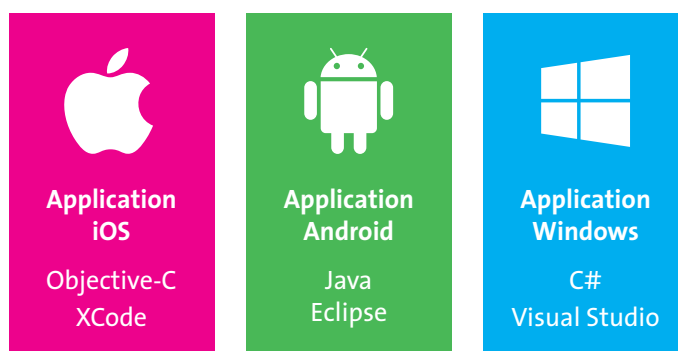 Application
iOS
Objective-C
XCode
Application
Android
Java
Eclipse
Application
Windows
C#
Visual Studio